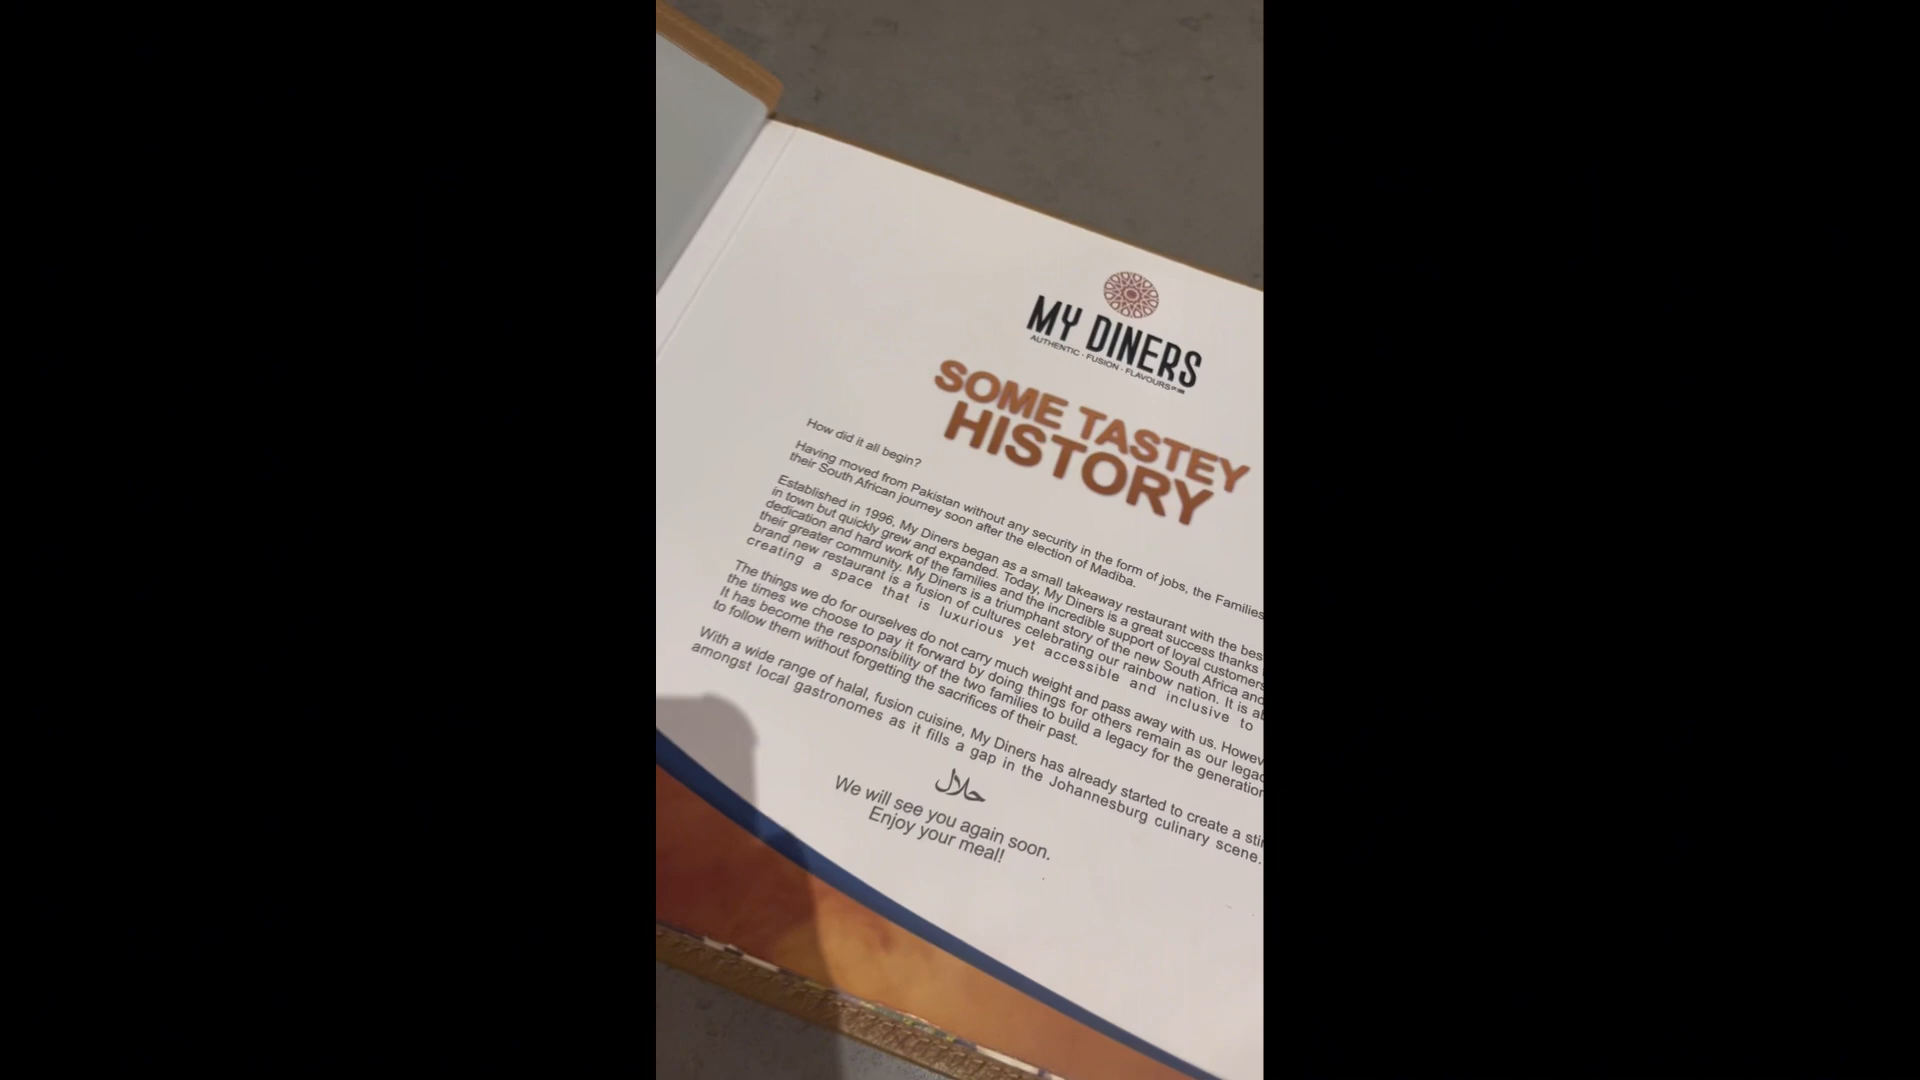 MY DINERS
AUTHENTIC - FUSION - FLAVOURS
SOME TASTEY
HISTORY
How did it all begin?
Having moved from Pakistan without any security in the form of jobs, the Families
their South African journey soon after the election of Madiba.
Established in 1996, My Diners began as a small takeaway restaurant with the
in town but quickly grew and expanded. Today, My Diners is a great success thanks
dedication and hard work of the families and the incredible support of loyal customers
their greater community. My Diners is a triumphant story of the new South Africa and
brand new restaurant is a fusion of cultures celebrating our rainbow nation. It is
creating a space that is luxurious yet accessible and inclusive to
The things we do for ourselves do not carry much weight and pass away with us.
the times we choose to pay it forward by doing things for others remain as our
It has become the responsibility of the two families to build a legacy for the
to follow them without forgetting the sacrifices of their past.
With a wide range of halal, fusion cuisine, My Diners has already started to create a
amongst local gastronomes as it fills a gap in the Johannesburg culinary scene.
حلال
We will see you again soon.
Enjoy your meal!